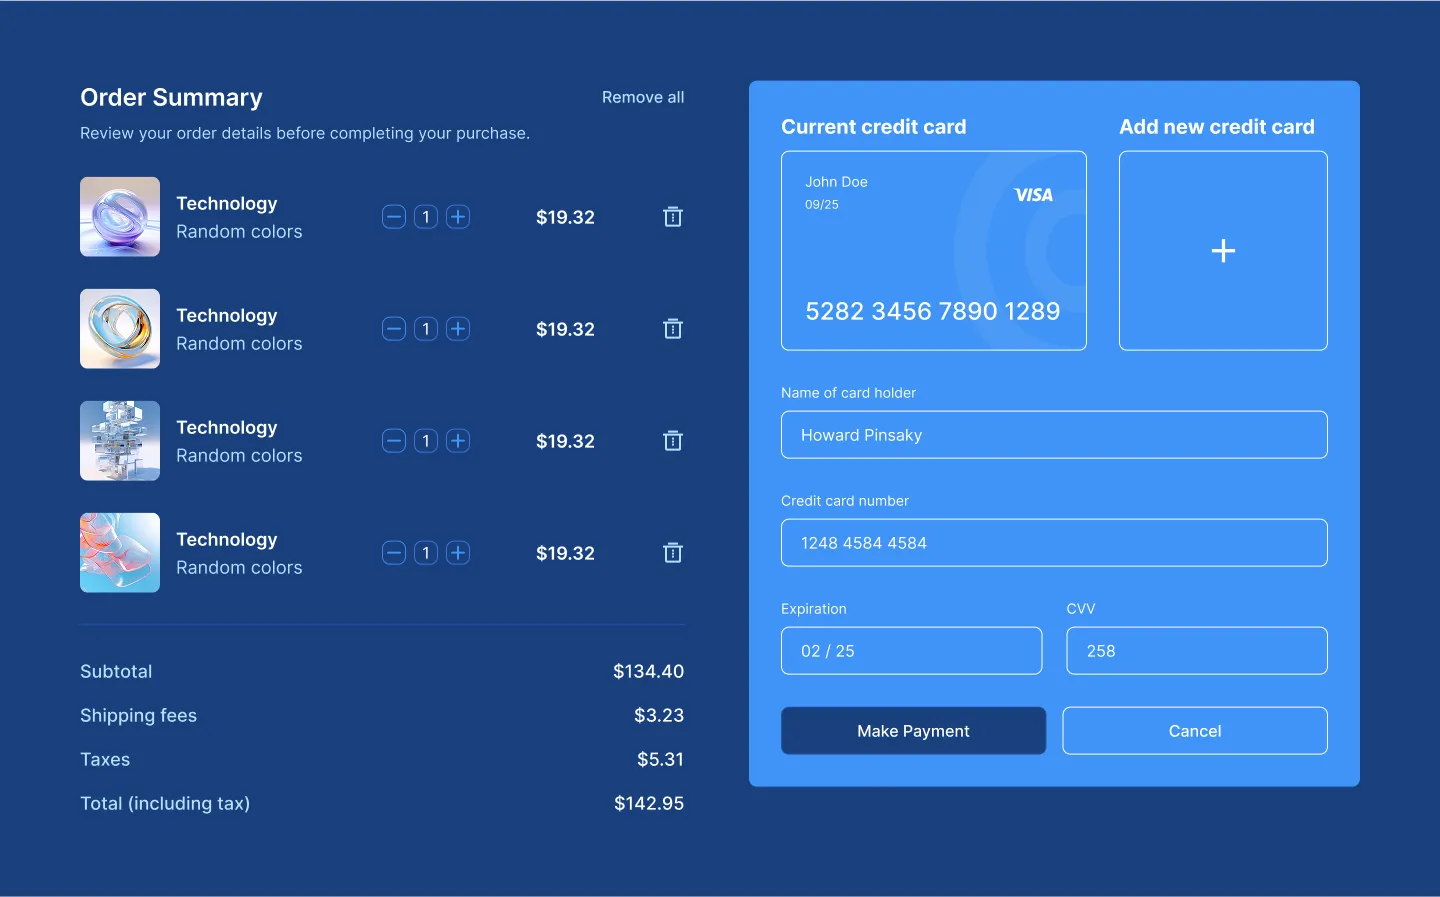 Order Summary
Remove all
Review your order details before completing your purchase.
Technology
Random colors
1
$19.32
Technology
Random colors
1
$19.32
Technology
Random colors
1
$19.32
Technology
Random colors
1
$19.32
Subtotal
$134.40
Shipping fees
$3.23
Taxes
$5.31
Total (including tax)
$142.95
Current credit card
Add new credit card
John Doe
09/25
VISA
5282 3456 7890 1289
Name of card holder
Howard Pinsaky
Credit card number
1248 4584 4584
Expiration
CVV
02 / 25
258
Make Payment
Cancel